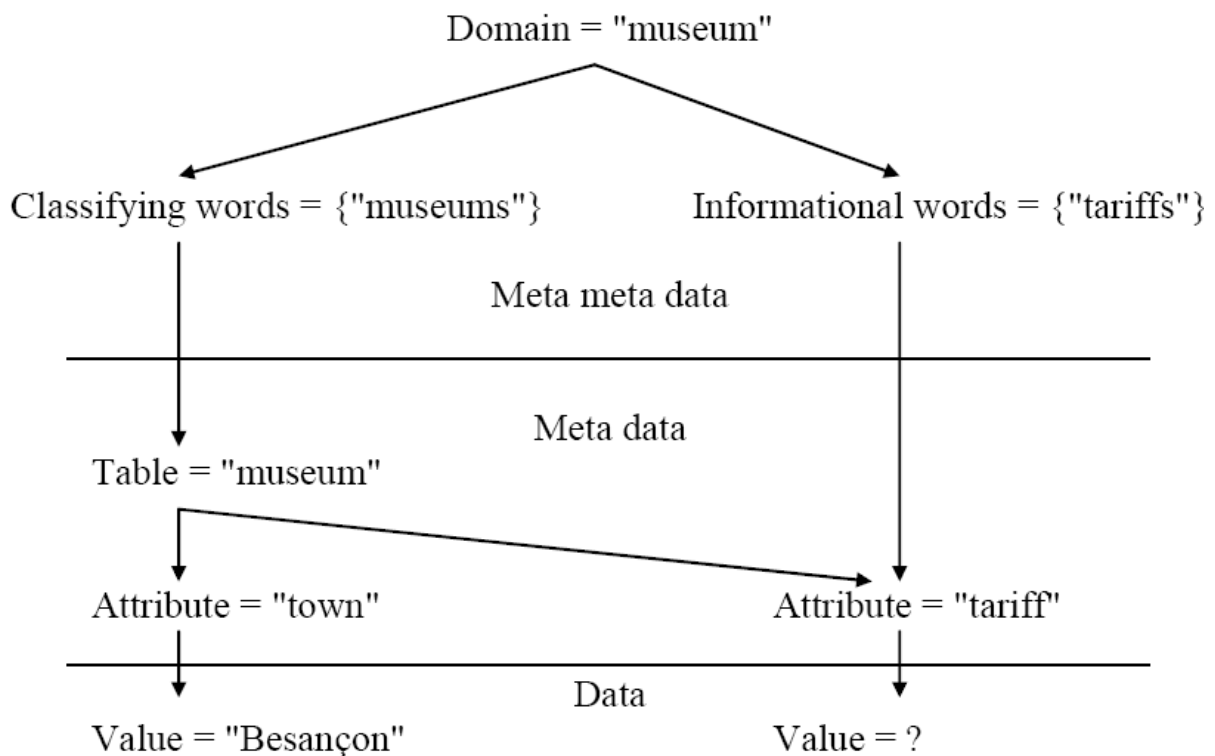 Domain = "museum"
Classifying words = {"museums"}
Informational words = {"tariffs"}
Meta meta data
Meta data
Table = "museum"
Attribute = "town"
Attribute = "tariff"
Data
Value = "Besançon"
Value = ?